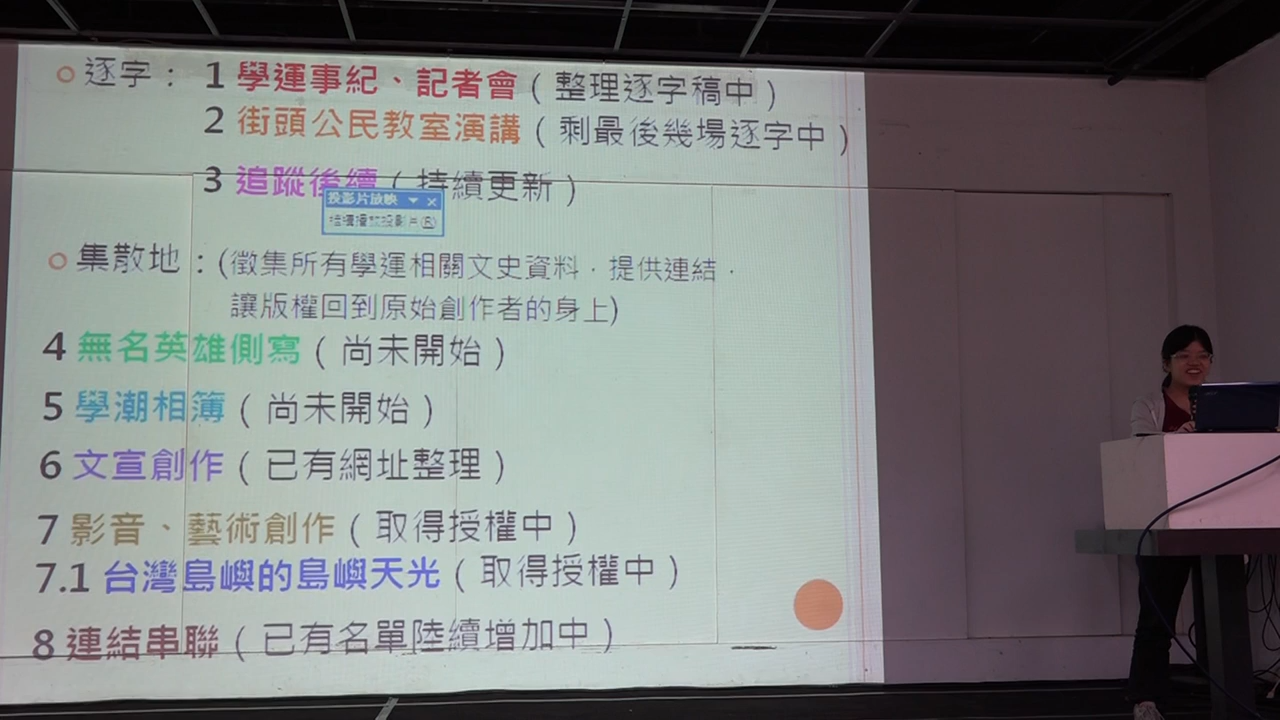 逐字： 1 學運事紀、記者會（整理逐字稿中）
2 街頭公民教室演講（剩最後幾場逐字中）
3 追蹤後續（持續更新）
投影片放映
結束播放投影片(R)
集散地：(徵集所有學運相關文史資料．提供連結．
讓版權回到原始創作者的身上)
4 無名英雄側寫（尚未開始）
5 學潮相簿（尚未開始）
6 文宣創作（已有網址整理）
7 影音、藝術創作（取得授權中）
7.1 台灣島嶼的島嶼天光（取得授權中）
8 連結串聯（已有名單陸續增加中）